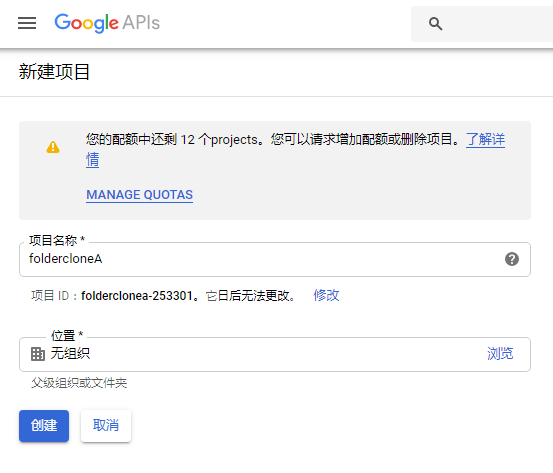 Google APIs
新建项目
您的配额中还剩 12 个projects。您可以请求增加配额或删除项目。了解详
情
MANAGE QUOTAS
项目名称 *
foldercloneA
项目 ID：folderclonea-253301。它日后无法更改。 修改
位置 *
无组织 浏览
父级组织或文件夹
创建 取消